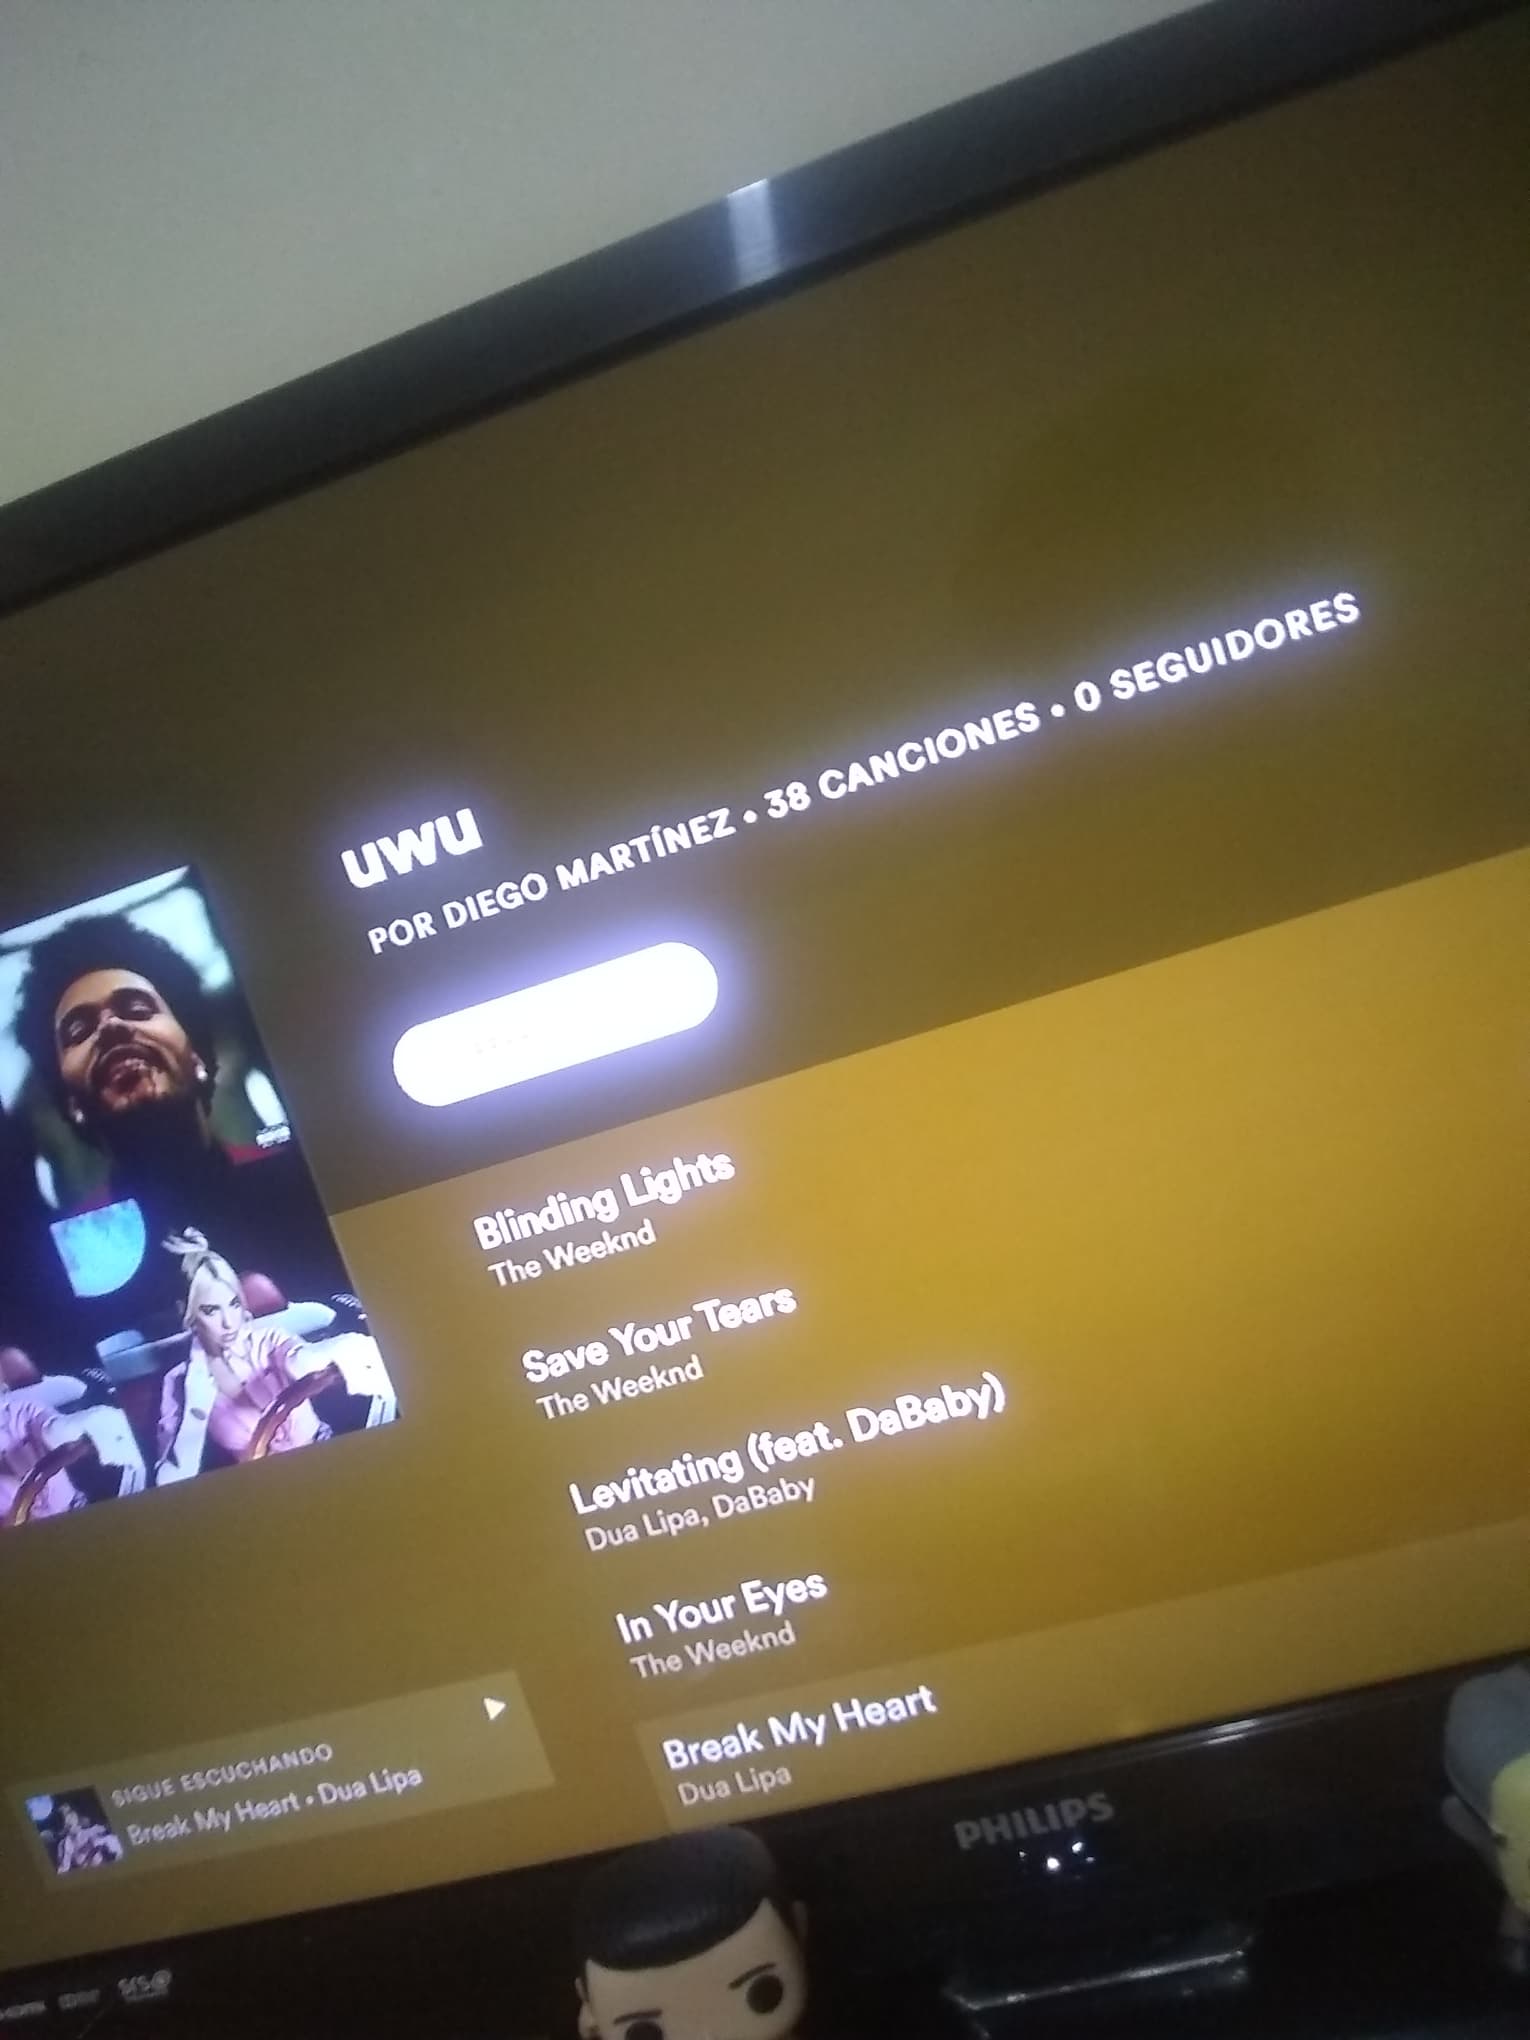 uwu
POR DIEGO MARTÍNEZ • 38 CANCIONES • 0 SEGUIDORES
Blinding Lights
The Weeknd
Save Your Tears
The Weeknd
Levitating (feat. DaBaby)
Dua Lipa, DaBaby
In Your Eyes
The Weeknd
Break My Heart
Dua Lipa
SIGUE ESCUCHANDO
Break My Heart • Dua Lipa
PHILIPS